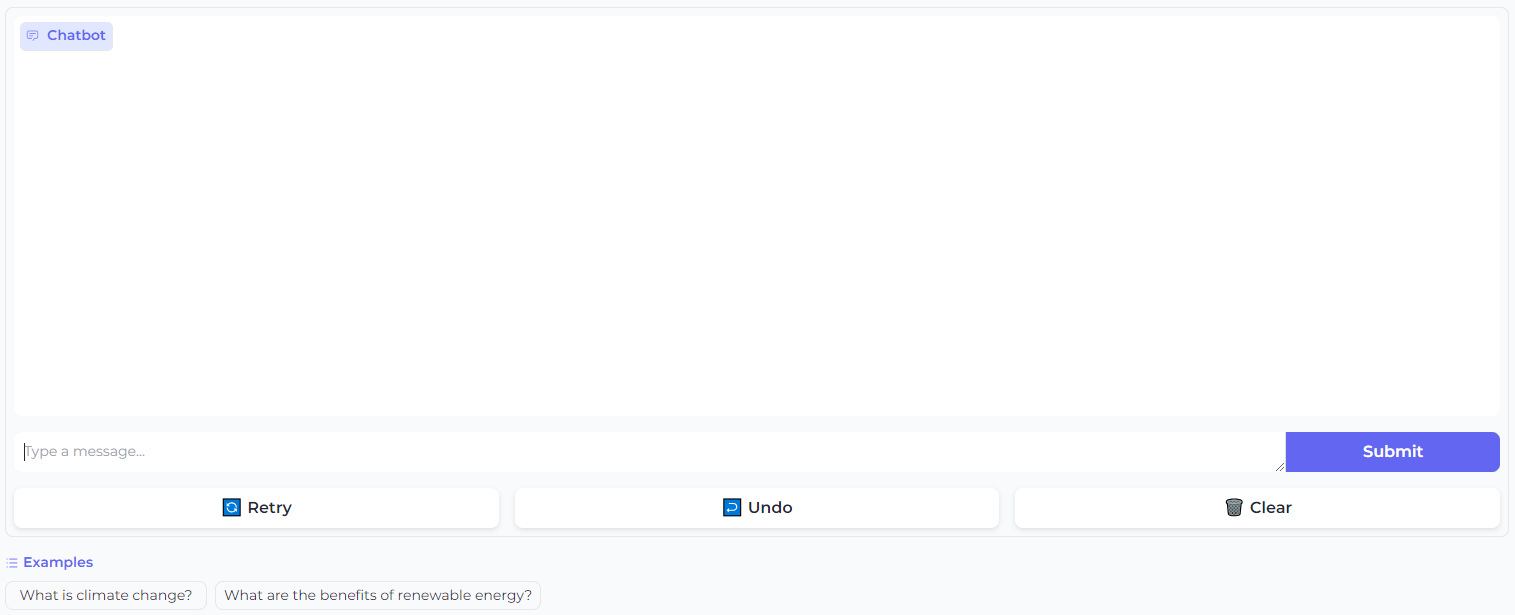 Chatbot
Type a message...
Submit
Retry
Undo
Clear
Examples
What is climate change?
What are the benefits of renewable energy?